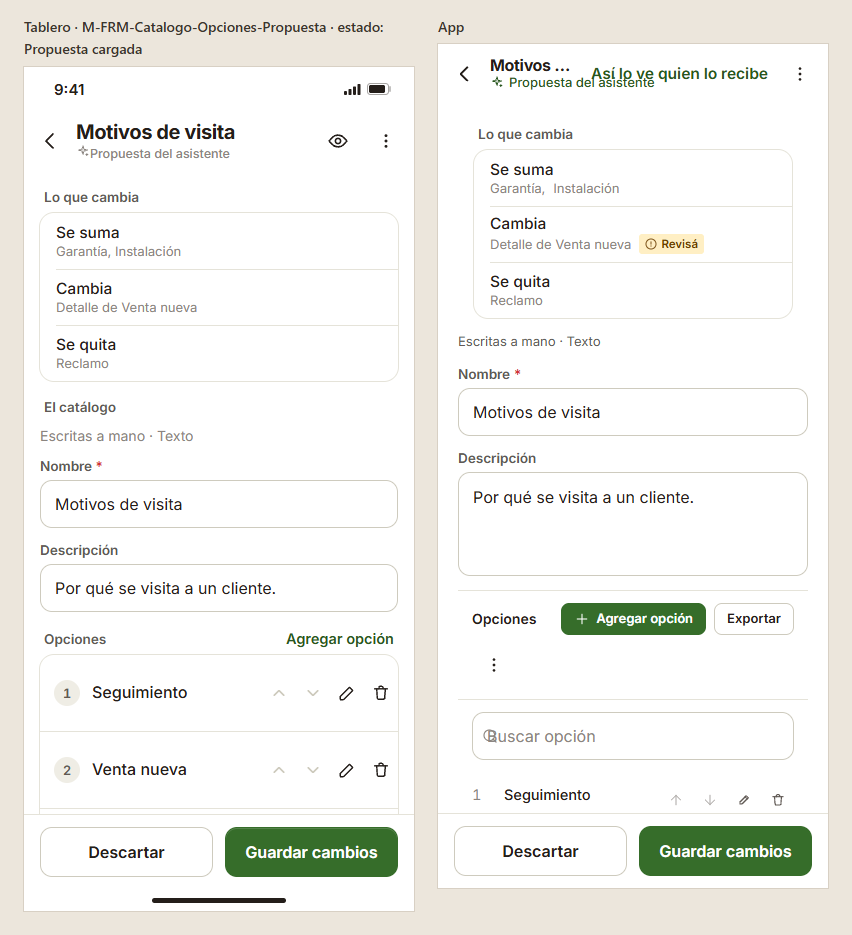 Tablero · M-FRM-Catalogo-Opciones-Propuesta · estado:
Propuesta cargada
9:41
Motivos de visita
Propuesta del asistente
Lo que cambia
Se suma
Garantía, Instalación
Cambia
Detalle de Venta nueva
Se quita
Reclamo
El catálogo
Escritas a mano · Texto
Nombre *
Motivos de visita
Descripción
Por qué se visita a un cliente.
Opciones Agregar opción
1 Seguimiento
2 Venta nueva
Descartar Guardar cambios
App
Motivos ... Así lo ve quien lo recibe
Propuesta del asistente
Lo que cambia
Se suma
Garantía, Instalación
Cambia
Detalle de Venta nueva Revisá
Se quita
Reclamo
Escritas a mano · Texto
Nombre *
Motivos de visita
Descripción
Por qué se visita a un cliente.
Opciones + Agregar opción Exportar
Buscar opción
1 Seguimiento
Descartar Guardar cambios